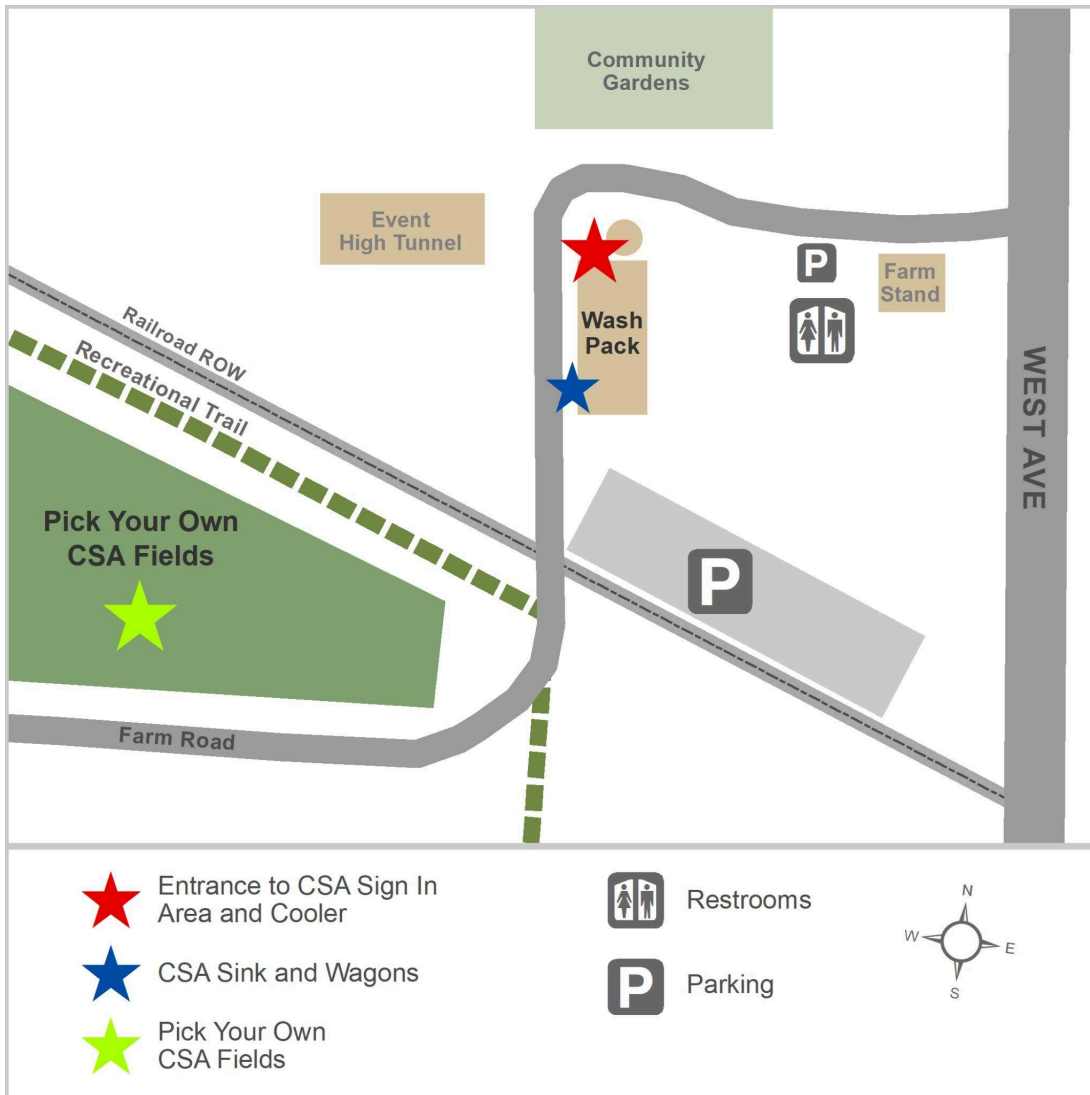 Community
Gardens
Event
High Tunnel
P
Farm
Stand
Wash
Pack
Railroad ROW
Recreational Trail
WEST AVE
Pick Your Own
CSA Fields
P
Farm Road
Entrance to CSA Sign In
Area and Cooler
CSA Sink and Wagons
Pick Your Own
CSA Fields
Restrooms
P
Parking
N
W
E
S